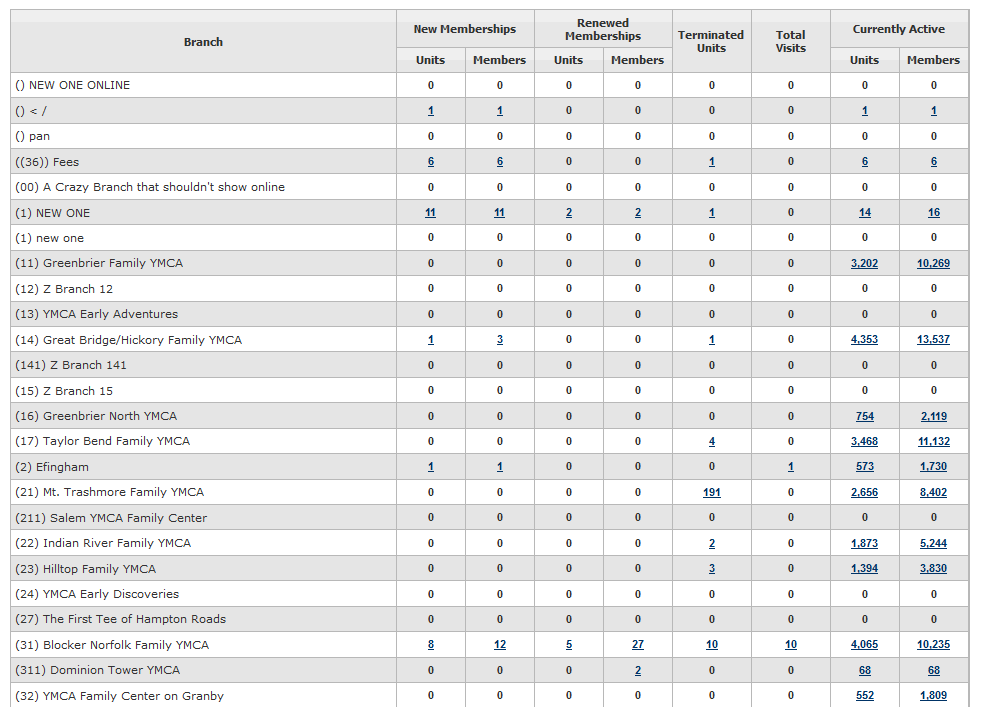 Branch New Memberships Renewed Memberships Terminated Units Total Visits Currently Active
Units Members Units Members Units Members
() NEW ONE ONLINE 0 0 0 0 0 0 0 0
() < / 1 1 0 0 0 0 1 1
() pan 0 0 0 0 0 0 0 0
((36)) Fees 6 6 0 0 1 0 6 6
(00) A Crazy Branch that shouldn't show online 0 0 0 0 0 0 0 0
(1) NEW ONE 11 11 2 2 1 0 14 16
(1) new one 0 0 0 0 0 0 0 0
(11) Greenbrier Family YMCA 0 0 0 0 0 0 3,202 10,269
(12) Z Branch 12 0 0 0 0 0 0 0 0
(13) YMCA Early Adventures 0 0 0 0 0 0 0 0
(14) Great Bridge/Hickory Family YMCA 1 3 0 0 1 0 4,353 13,537
(141) Z Branch 141 0 0 0 0 0 0 0 0
(15) Z Branch 15 0 0 0 0 0 0 0 0
(16) Greenbrier North YMCA 0 0 0 0 0 0 754 2,119
(17) Taylor Bend Family YMCA 0 0 0 0 4 0 3,468 11,132
(2) Efingham 1 1 0 0 0 1 573 1,730
(21) Mt. Trashmore Family YMCA 0 0 0 0 191 0 2,656 8,402
(211) Salem YMCA Family Center 0 0 0 0 0 0 0 0
(22) Indian River Family YMCA 0 0 0 0 2 0 1,873 5,244
(23) Hilltop Family YMCA 0 0 0 0 3 0 1,394 3,830
(24) YMCA Early Discoveries 0 0 0 0 0 0 0 0
(27) The First Tee of Hampton Roads 0 0 0 0 0 0 0 0
(31) Blocker Norfolk Family YMCA 8 12 5 27 10 10 4,065 10,235
(311) Dominion Tower YMCA 0 0 0 2 0 0 68 68
(32) YMCA Family Center on Granby 0 0 0 0 0 0 552 1,809